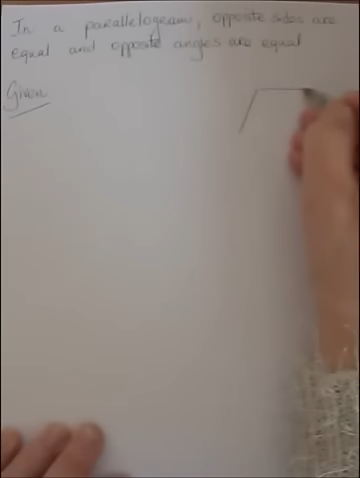 In a parallelogram, opposite sides are
equal and opposite angles are equal
Given